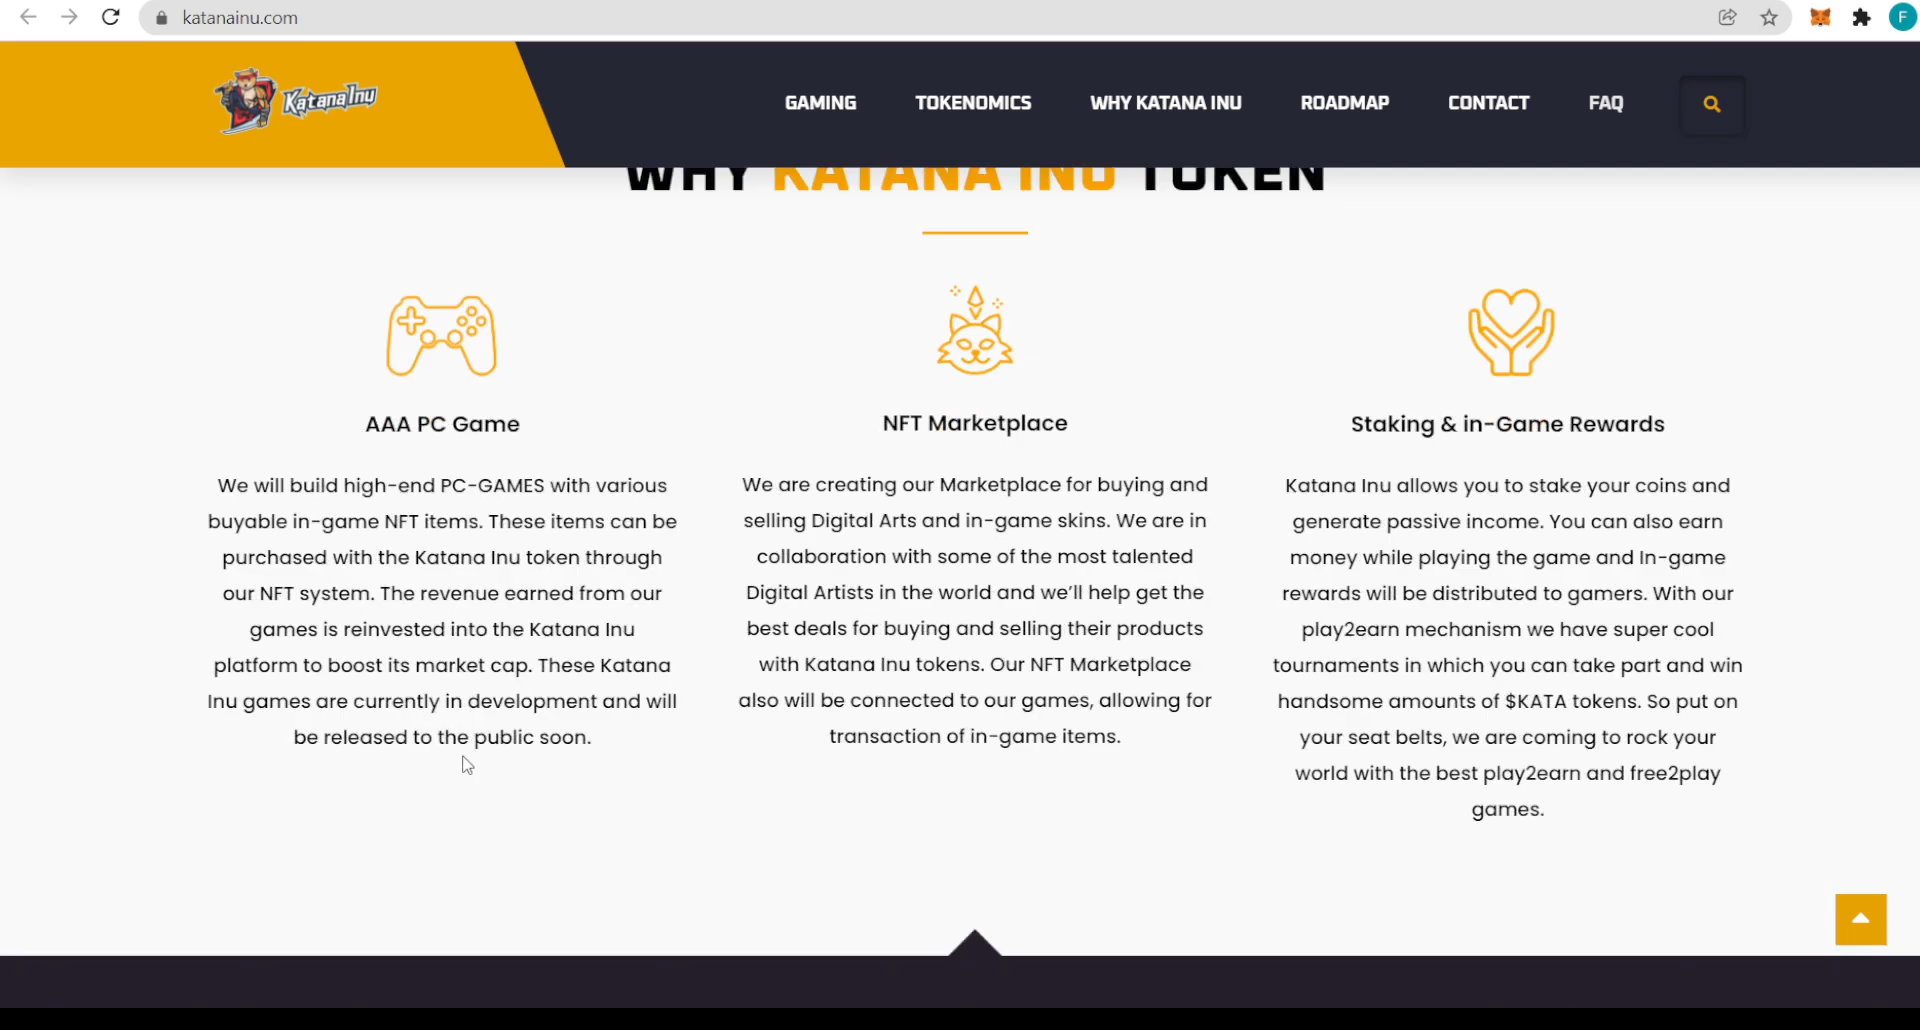 katanainu.com
F
KatanaInu
GAMING TOKENOMICS WHY KATANA INU ROADMAP CONTACT FAQ
WHY KATANA INU TOKEN
AAA PC Game
We will build high-end PC-GAMES with various
buyable in-game NFT items. These items can be
purchased with the Katana Inu token through
our NFT system. The revenue earned from our
games is reinvested into the Katana Inu
platform to boost its market cap. These Katana
Inu games are currently in development and will
be released to the public soon.
NFT Marketplace
We are creating our Marketplace for buying and
selling Digital Arts and in-game skins. We are in
collaboration with some of the most talented
Digital Artists in the world and we’ll help get the
best deals for buying and selling their products
with Katana Inu tokens. Our NFT Marketplace
also will be connected to our games, allowing for
transaction of in-game items.
Staking & in-Game Rewards
Katana Inu allows you to stake your coins and
generate passive income. You can also earn
money while playing the game and In-game
rewards will be distributed to gamers. With our
play2earn mechanism we have super cool
tournaments in which you can take part and win
handsome amounts of $KATA tokens. So put on
your seat belts, we are coming to rock your
world with the best play2earn and free2play
games.